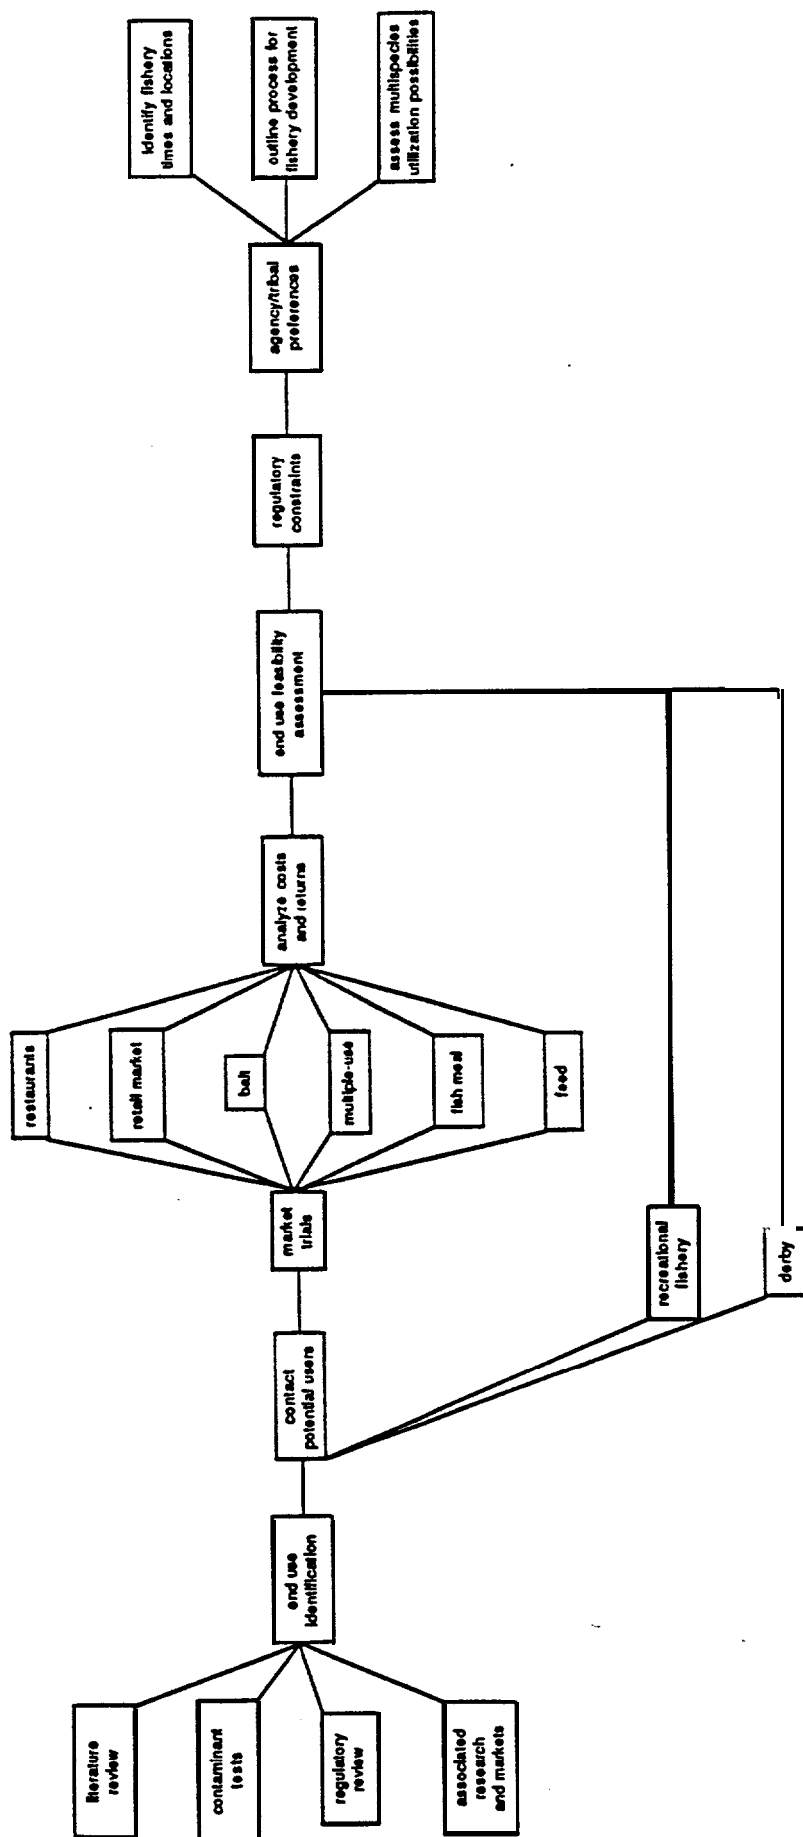 literature
review
contaminant
tests
regulatory
review
associated
research
and markets
end use
identification
contact
potential users
market
trials
restaurants
retail market
bait
multiple-use
fish meal
feed
recreational
fishery
derby
analyze costs
and returns
end use feasibility
assessment
regulatory
constraints
agency/tribal
preferences
identify fishery
times and locations
outline process for
fishery development
assess multispecies
utilization possibilities